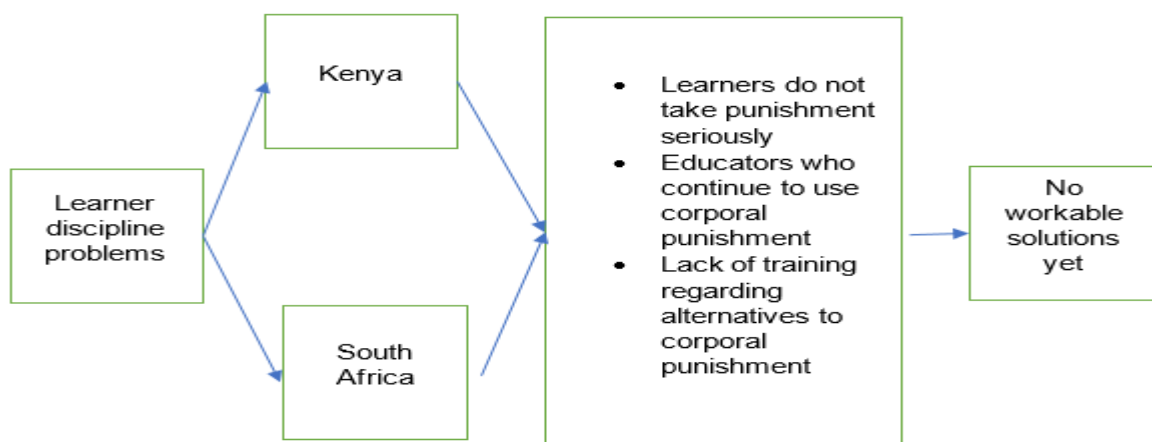 Learner
discipline
problems
Kenya
South
Africa
• Learners do not
take punishment
seriously
• Educators who
continue to use
corporal
punishment
• Lack of training
regarding
alternatives to
corporal
punishment
No
workable
solutions
yet